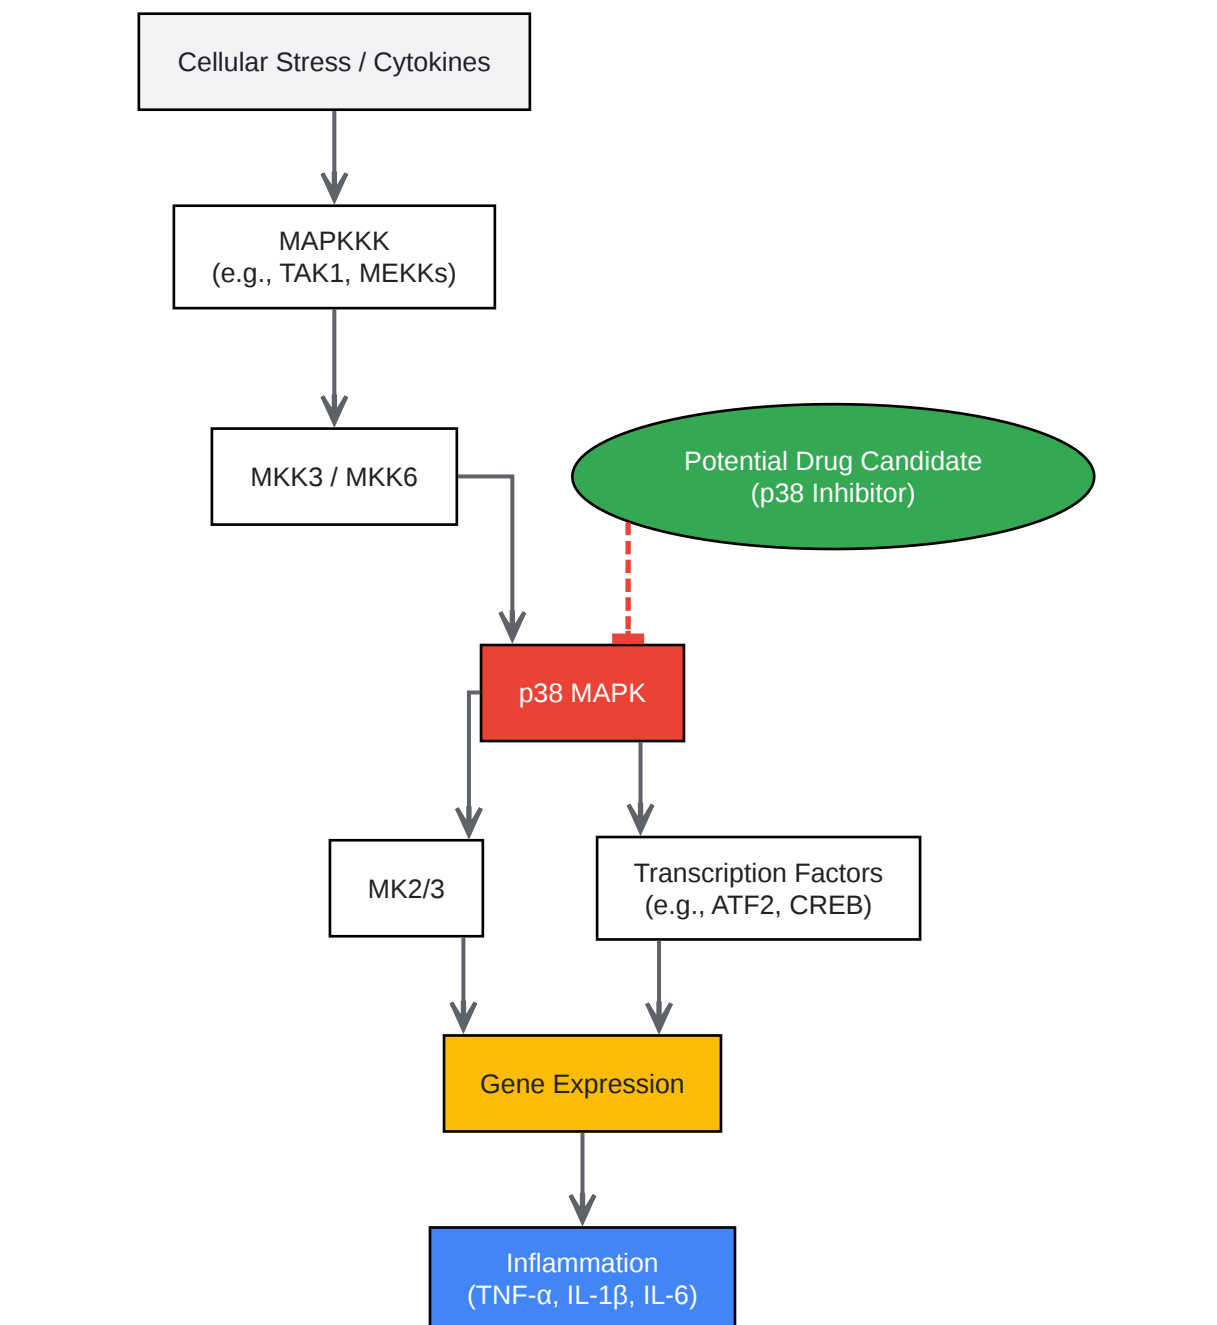 Cellular Stress / Cytokines
MAPKKK
(e.g., TAK1, MEKKs)
MKK3 / MKK6
Potential Drug Candidate
(p38 Inhibitor)
p38 MAPK
MK2/3
Transcription Factors
(e.g., ATF2, CREB)
Gene Expression
Inflammation
(TNF-α, IL-1β, IL-6)